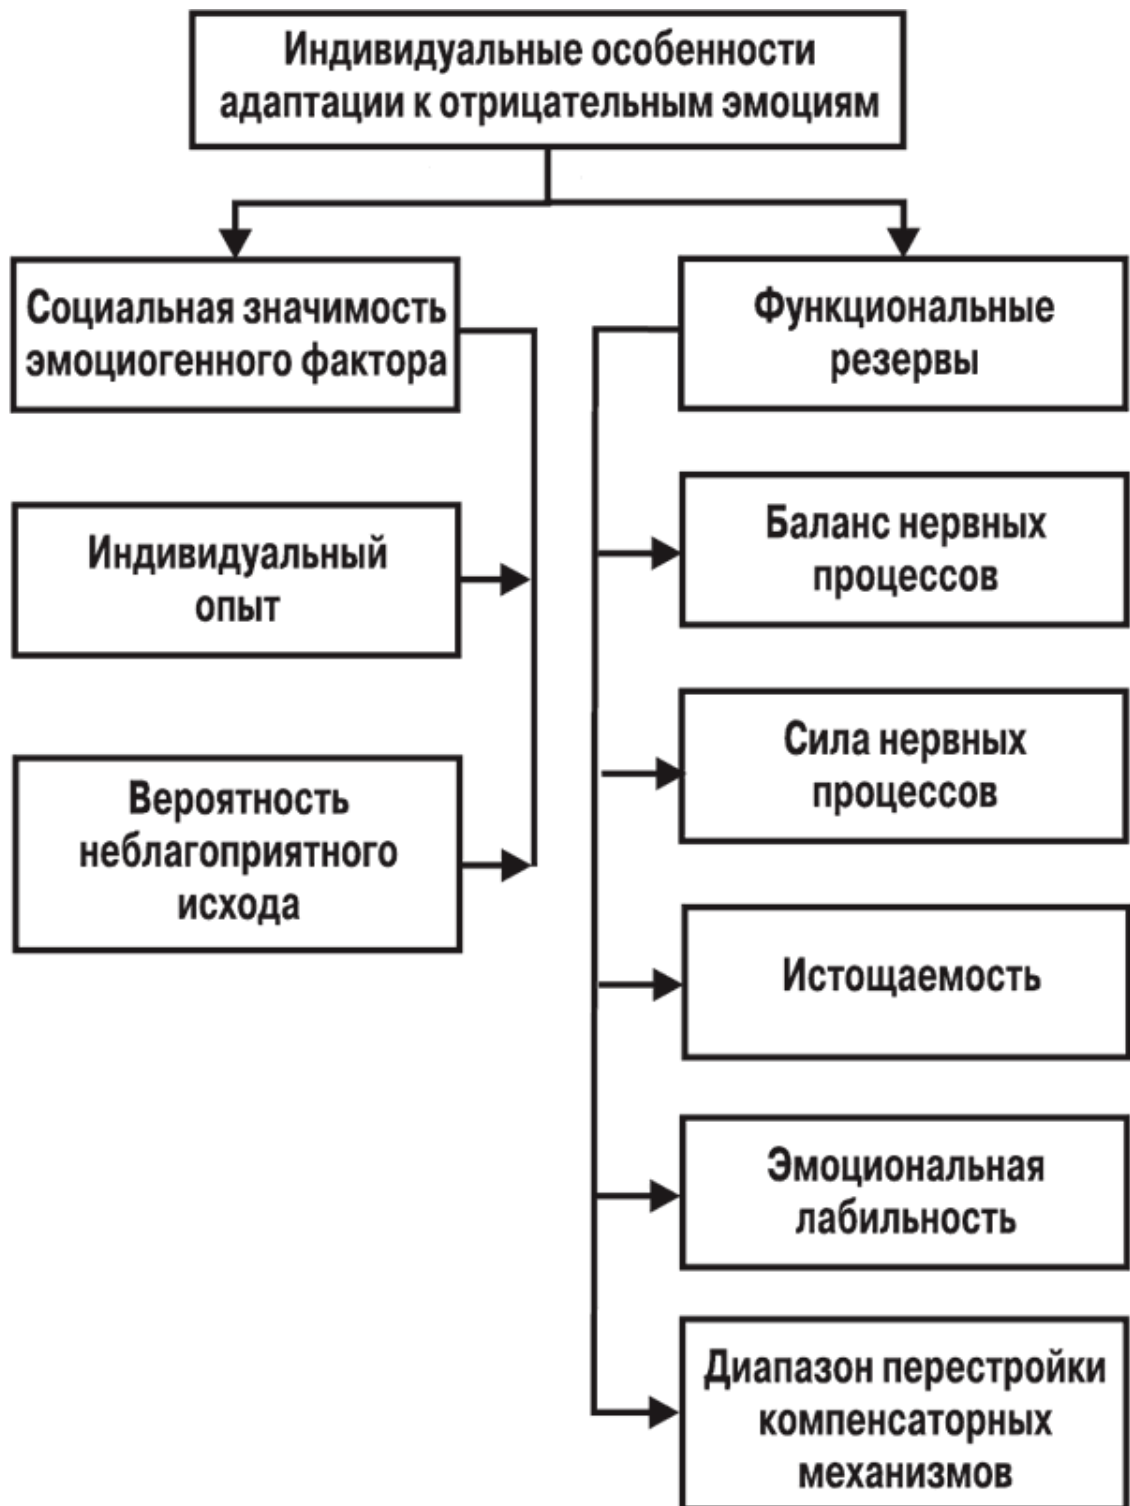 Индивидуальные особенности
адаптации к отрицательным эмоциям
Социальная значимость
эмоциогенного фактора
Индивидуальный
опыт
Вероятность
неблагоприятного
исхода
Функциональные
резервы
Баланс нервных
процессов
Сила нервных
процессов
Истощаемость
Эмоциональная
лабильность
Диапазон перестройки
компенсаторных
механизмов